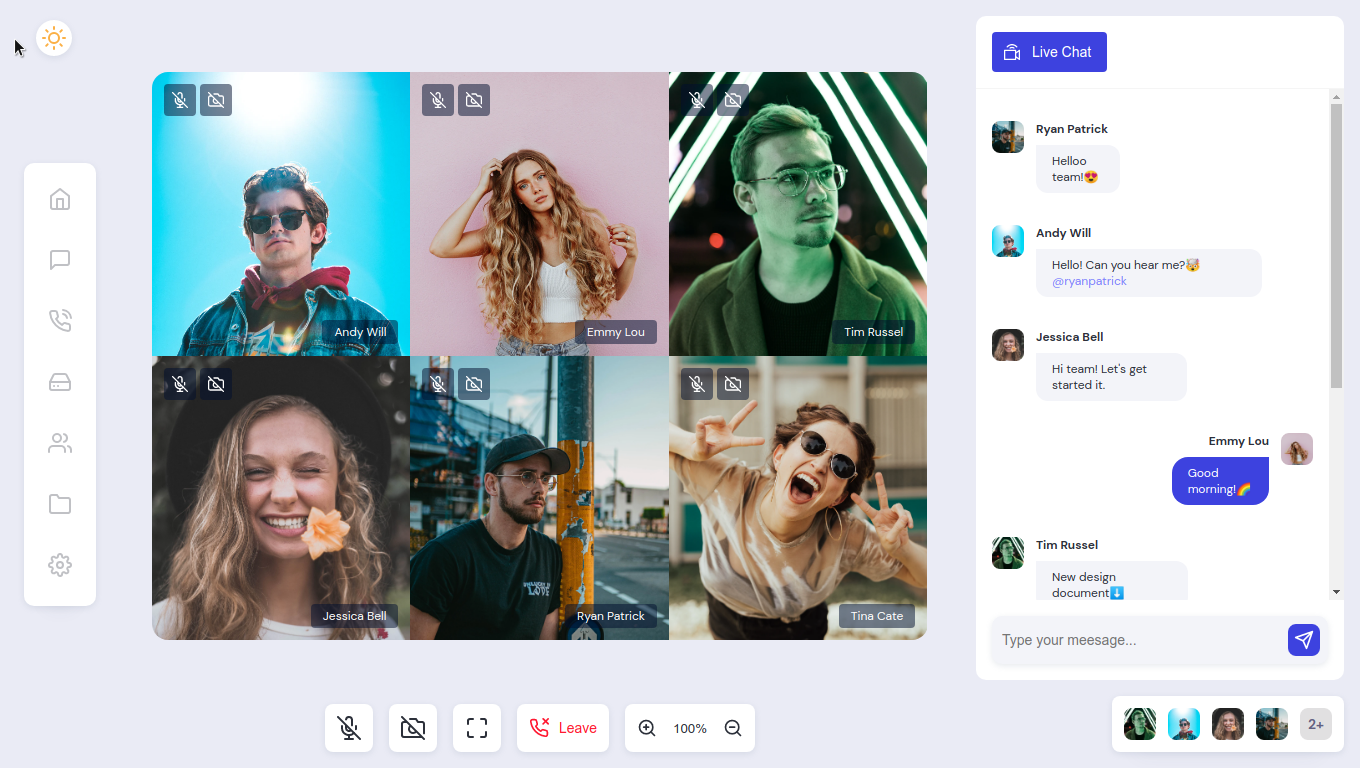 Live Chat
Andy Will
Emmy Lou
Tim Russel
Jessica Bell
Ryan Patrick
Tina Cate
Ryan Patrick
Helloo
team!😍
Andy Will
Hello! Can you hear me?🤯
@ryanpatrick
Jessica Bell
Hi team! Let's get
started it.
Emmy Lou
Good
morning!🌈
Tim Russel
New design
document⬇️
Type your meesage...
Leave
100%
2+